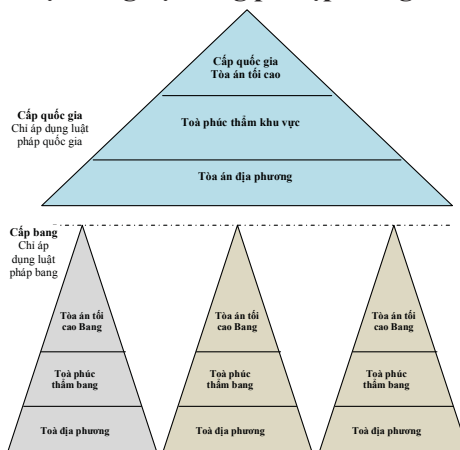 Cấp quốc gia
Tòa án tối cao
Cấp quốc gia
Chỉ áp dụng luật
pháp quốc gia
Toà phúc thẩm khu vực
Tòa án địa phương
Cấp bang
Chỉ áp
dụng luật
pháp bang
Tòa án tối
cao Bang
Tòa án tối
cao Bang
Tòa án tối
cao Bang
Toà phúc
thẩm bang
Toà phúc
thẩm bang
Toà phúc
thẩm bang
Toà địa phương
Toà địa phương
Toà địa phương